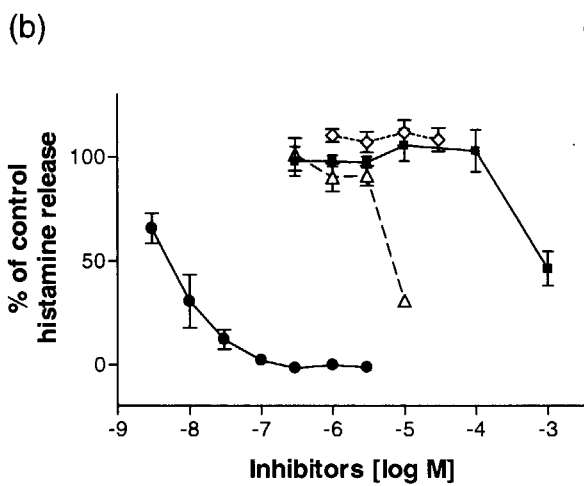 (b)
% of control
histamine release
100
50
0
-9 -8 -7 -6 -5 -4 -3
Inhibitors [log M]